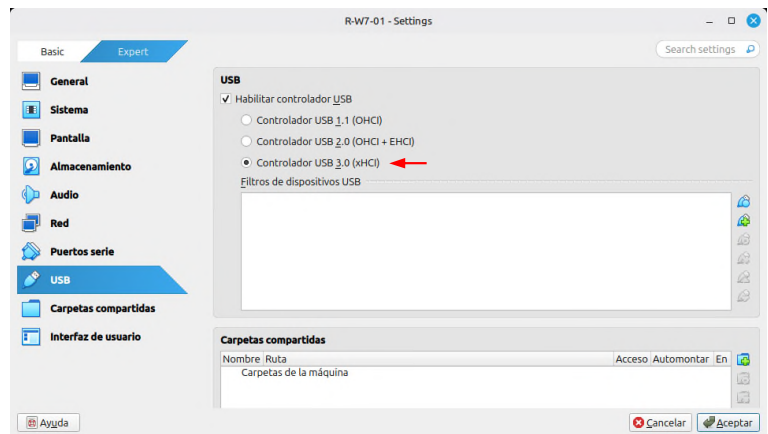 R-W7-01 - Settings
Basic
Expert
Search settings
General
Sistema
Pantalla
Almacenamiento
Audio
Red
Puertos serie
USB
Carpetas compartidas
Interfaz de usuario
USB
Habilitar controlador USB
Controlador USB 1.1 (OHCI)
Controlador USB 2.0 (OHCI + EHCI)
Controlador USB 3.0 (xHCI)
Filtros de dispositivos USB
Carpetas compartidas
Nombre Ruta Acceso Automontar En
Carpetas de la máquina
Ayuda
Cancelar
Aceptar